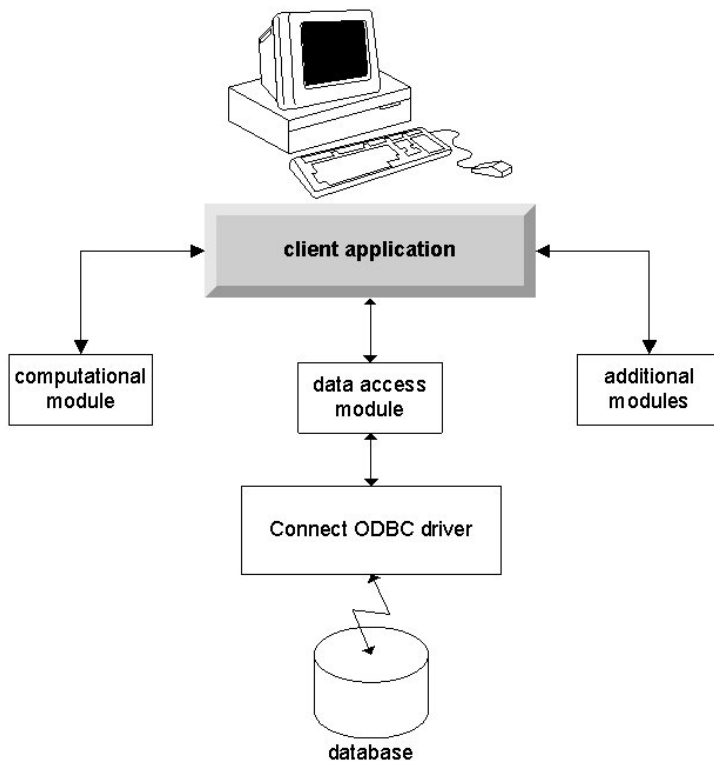 client application
computational
module
data access
module
additional
modules
Connect ODBC driver
database